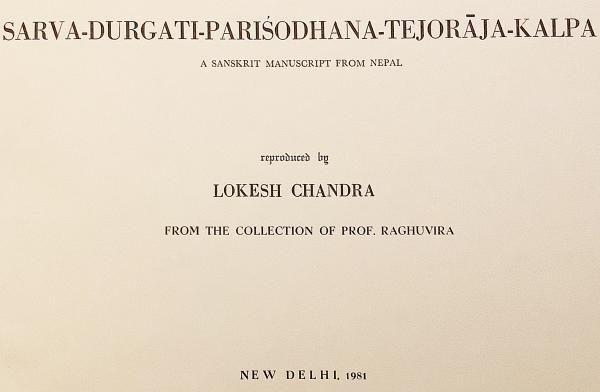 SARVA-DURGATI-PARIŚODHANA-TEJORĀJA-KALPA
A SANSKRIT MANUSCRIPT FROM NEPAL
reproduced by
LOKESH CHANDRA
FROM THE COLLECTION OF PROF. RAGHUVIRA
NEW DELHI, 1981